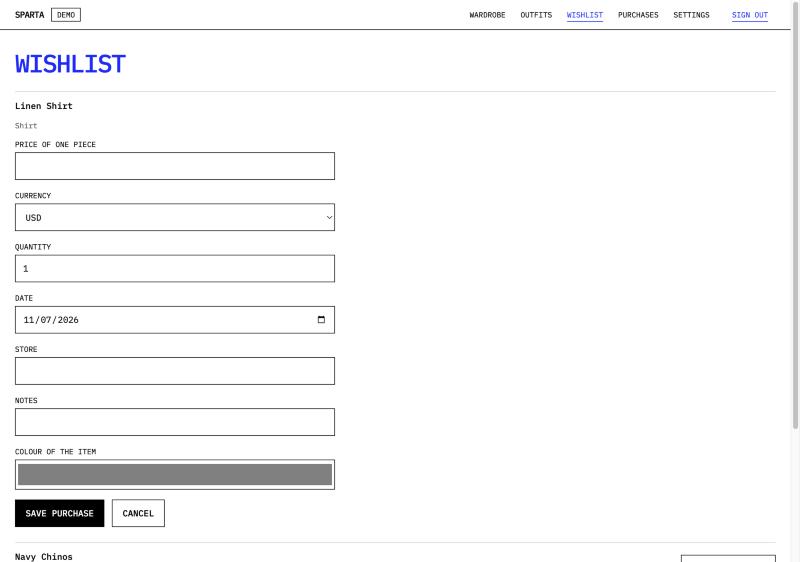 SPARTA DEMO WARDROBE OUTFITS WISHLIST PURCHASES SETTINGS SIGN OUT
WISHLIST
Linen Shirt
Shirt
PRICE OF ONE PIECE
CURRENCY
USD
QUANTITY
1
DATE
11/07/2026
STORE
NOTES
COLOUR OF THE ITEM
SAVE PURCHASE CANCEL
Navy Chinos